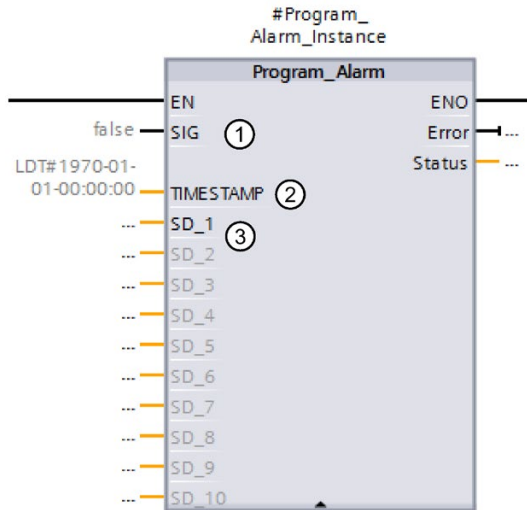 #Program_
Alarm_Instance
Program_Alarm
EN ENO
false SIG 1 Error ...
LDT#1970-01- Status ...
01-00:00:00 TIMESTAMP 2
... SD_1 3
... SD_2
... SD_3
... SD_4
... SD_5
... SD_6
... SD_7
... SD_8
... SD_9
... SD_10